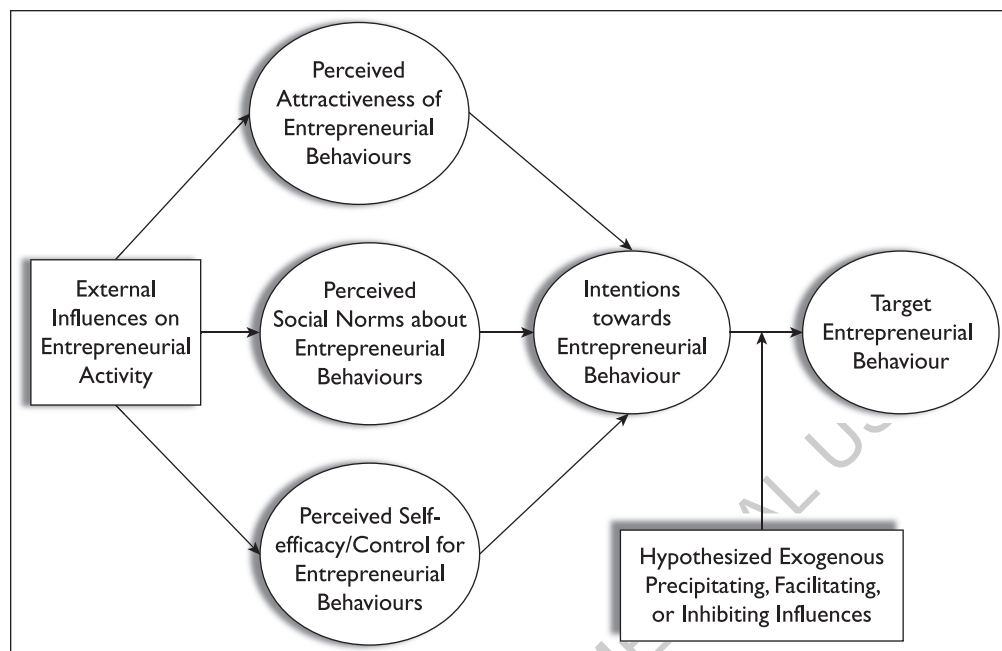 Perceived
Attractiveness of
Entrepreneurial
Behaviours
External
Influences on
Entrepreneurial
Activity
Perceived
Social Norms about
Entrepreneurial
Behaviours
Intentions
towards
Entrepreneurial
Behaviour
Target
Entrepreneurial
Behaviour
Perceived Self-
efficacy/Control for
Entrepreneurial
Behaviours
Hypothesized Exogenous
Precipitating, Facilitating,
or Inhibiting Influences